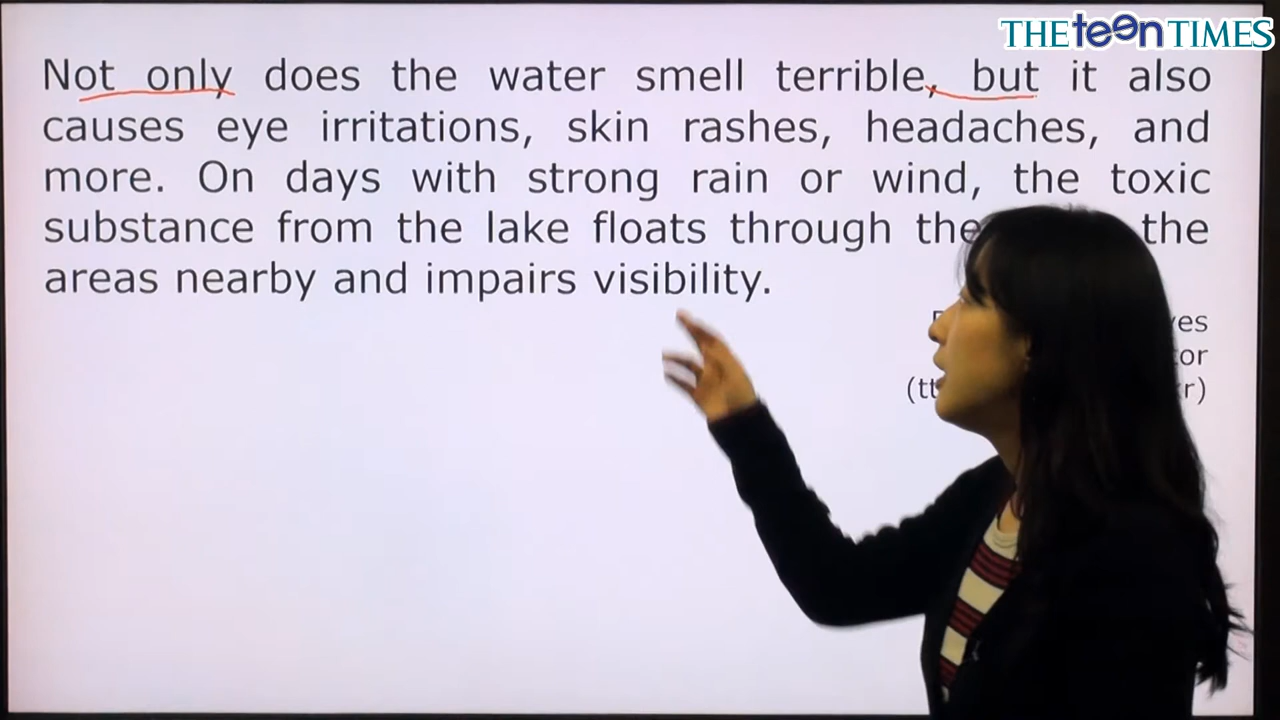 THE teen TIMES
Not only does the water smell terrible, but it also
causes eye irritations, skin rashes, headaches, and
more. On days with strong rain or wind, the toxic
substance from the lake floats through the the
areas nearby and impairs visibility.